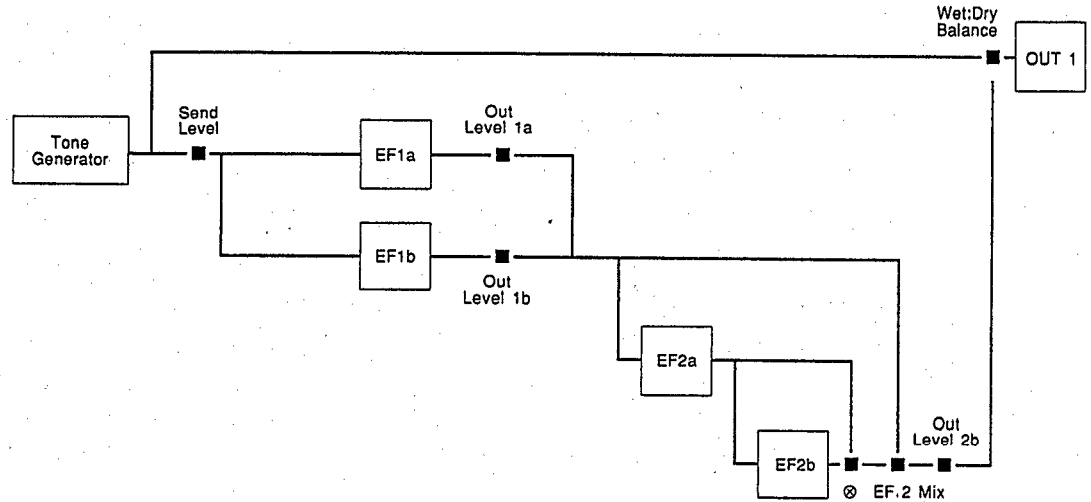 Wet:Dry
Balance
OUT 1
Send
Level
Out
Level 1a
Tone
Generator
EF1a
EF1b
Out
Level 1b
EF2a
Out
Level 2b
EF2b
⊗ EF.2 Mix